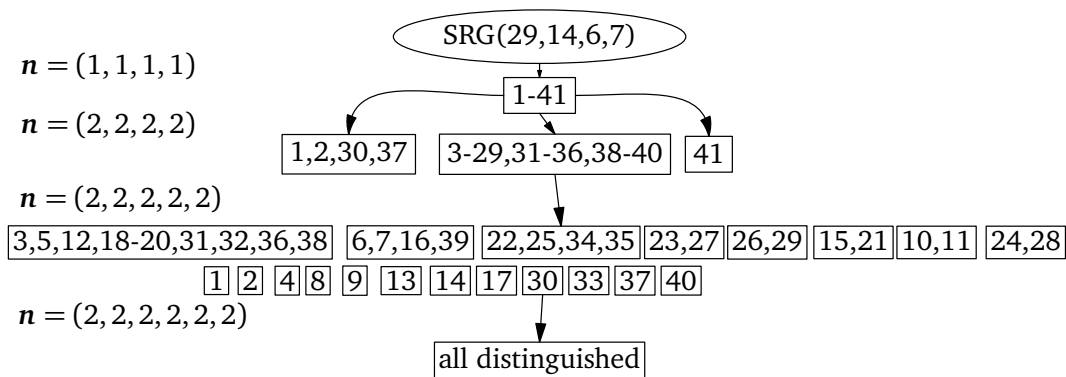 SRG(29,14,6,7)
n = (1, 1, 1, 1)
1-41
n = (2, 2, 2, 2)
1,2,30,37 3-29,31-36,38-40 41
n = (2, 2, 2, 2, 2)
3,5,12,18-20,31,32,36,38 6,7,16,39 22,25,34,35 23,27 26,29 15,21 10,11 24,28
1 2 4 8 9 13 14 17 30 33 37 40
n = (2, 2, 2, 2, 2, 2)
all distinguished